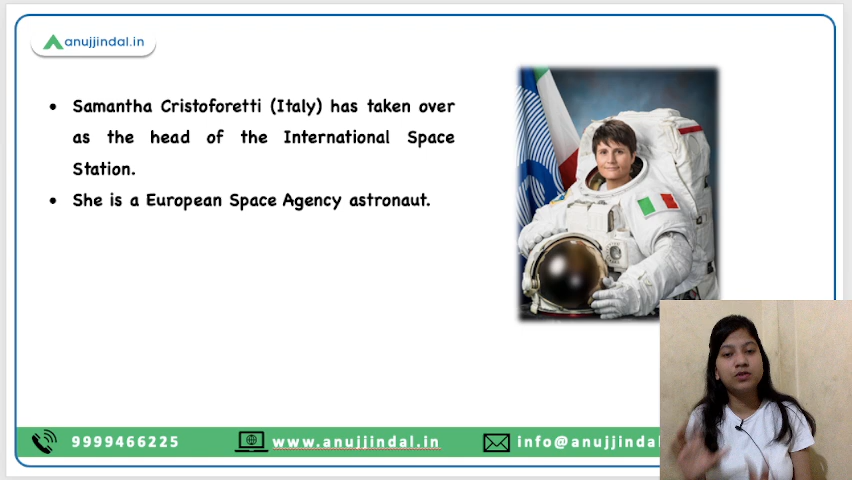 anujjindal.in
• Samantha Cristoforetti (Italy) has taken over
as the head of the International Space
Station.
• She is a European Space Agency astronaut.
9999466225
www.anujjindal.in
info@anujjindal